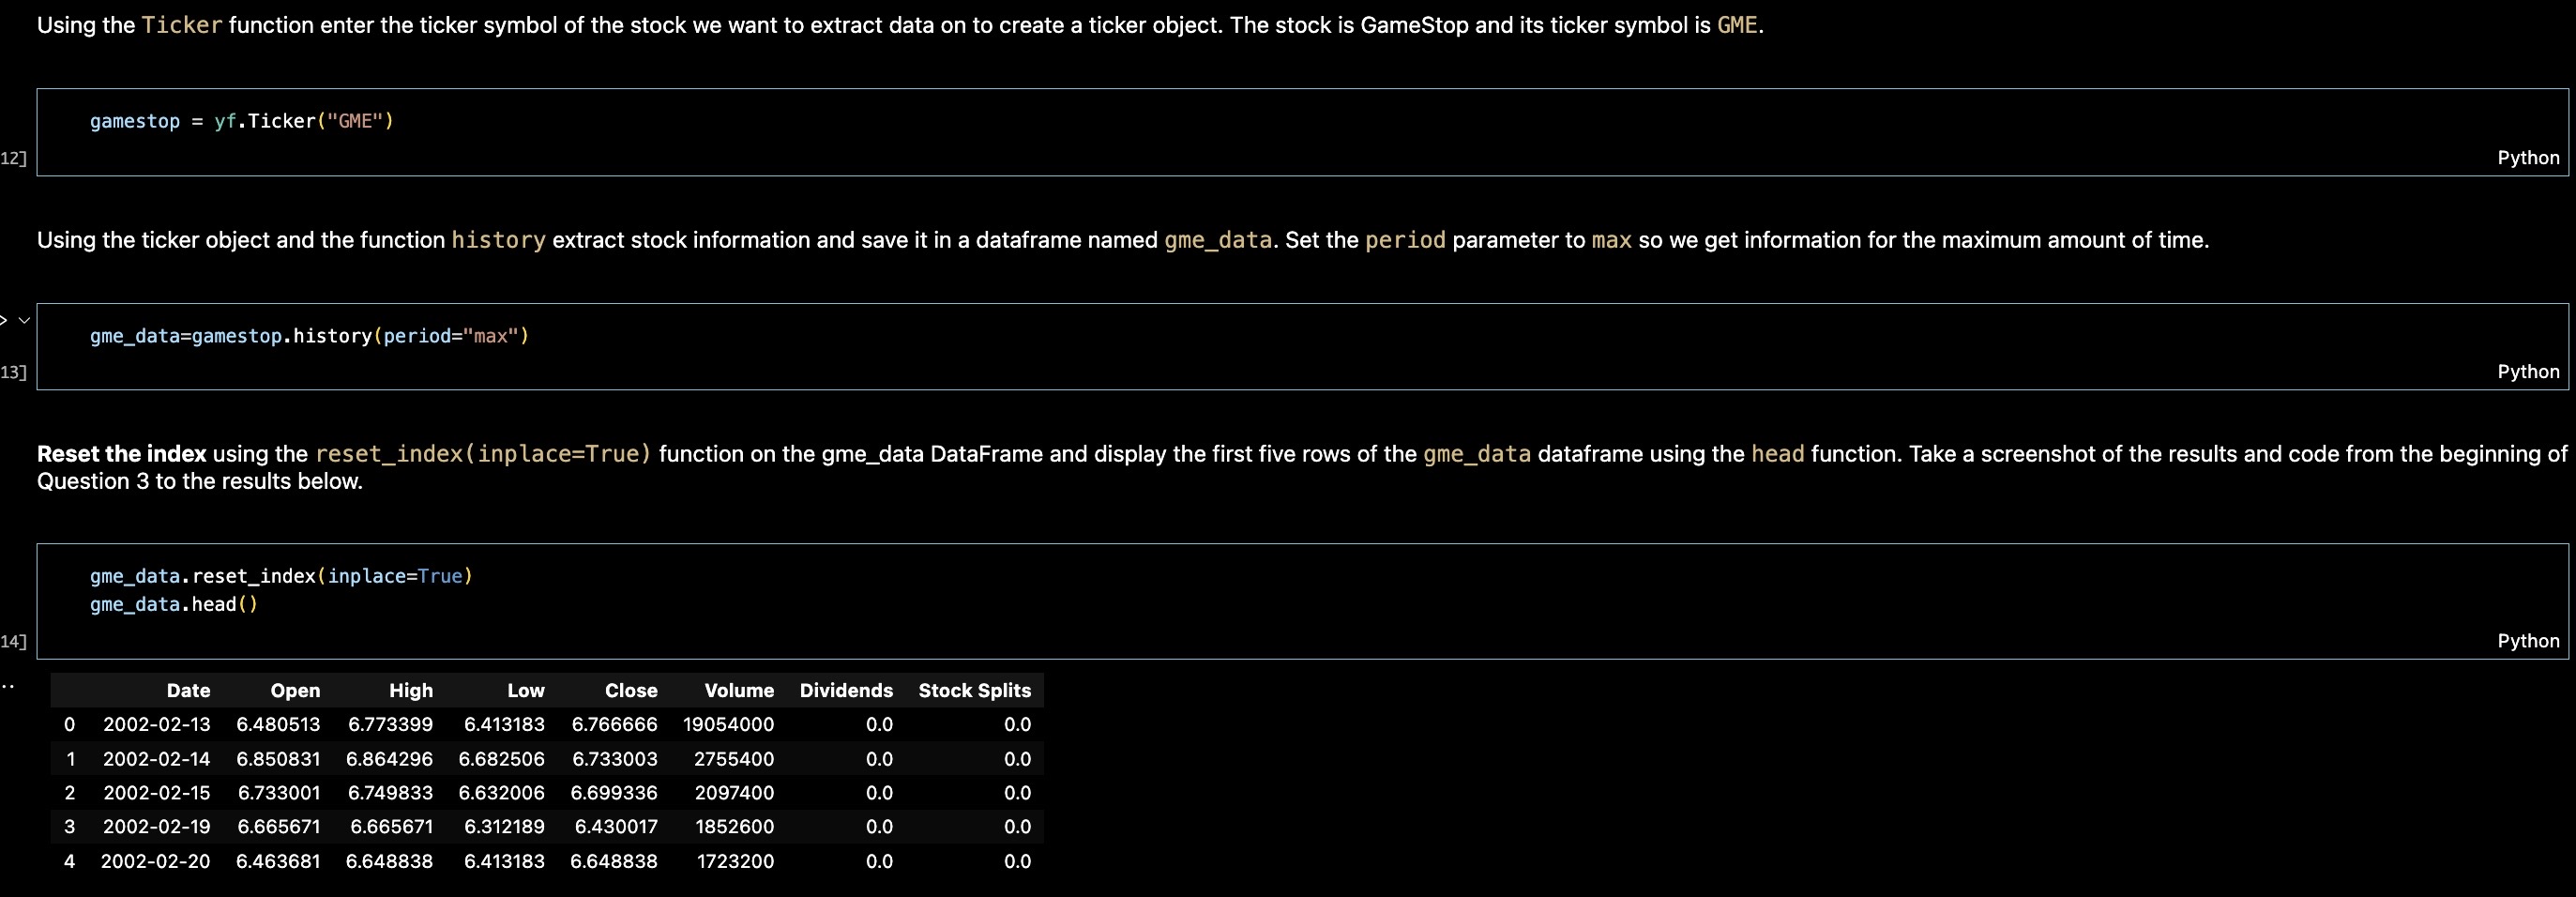 Using the Ticker function enter the ticker symbol of the stock we want to extract data on to create a ticker object. The stock is GameStop and its ticker symbol is GME.
gamestop = yf.Ticker("GME")
12]
Python
Using the ticker object and the function history extract stock information and save it in a dataframe named gme_data. Set the period parameter to max so we get information for the maximum amount of time.
gme_data=gamestop.history(period="max")
13]
Python
Reset the index using the reset_index(inplace=True) function on the gme_data DataFrame and display the first five rows of the gme_data dataframe using the head function. Take a screenshot of the results and code from the beginning of
Question 3 to the results below.
gme_data.reset_index(inplace=True)
gme_data.head()
14]
Python
Date Open High Low Close Volume Dividends Stock Splits
0 2002-02-13 6.480513 6.773399 6.413183 6.766666 19054000 0.0 0.0
1 2002-02-14 6.850831 6.864296 6.682506 6.733003 2755400 0.0 0.0
2 2002-02-15 6.733001 6.749833 6.632006 6.699336 2097400 0.0 0.0
3 2002-02-19 6.665671 6.665671 6.312189 6.430017 1852600 0.0 0.0
4 2002-02-20 6.463681 6.648838 6.413183 6.648838 1723200 0.0 0.0